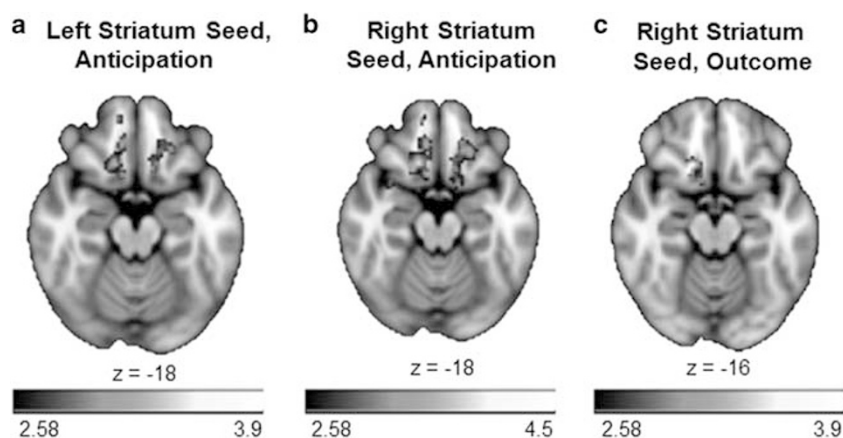 a Left Striatum Seed,
Anticipation
b Right Striatum
Seed, Anticipation
c Right Striatum
Seed, Outcome
z = -18
z = -18
z = -16
2.58 3.9
2.58 4.5
2.58 3.9